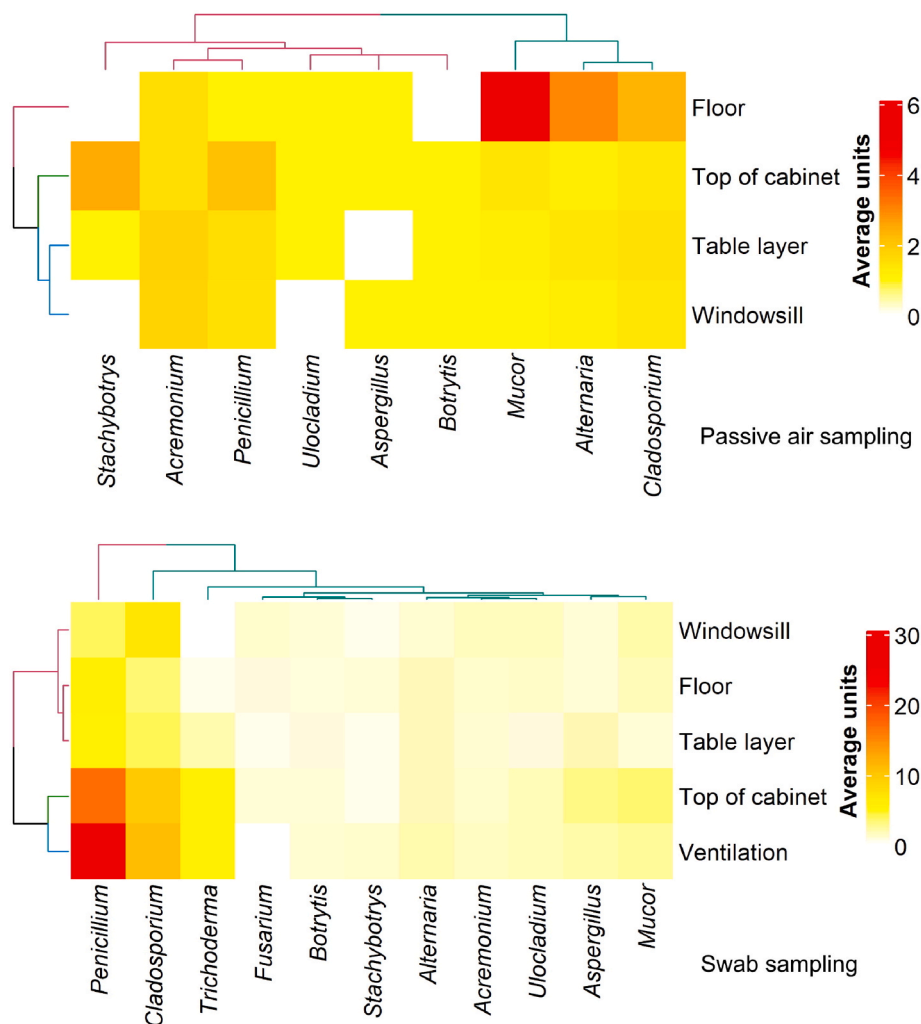 Floor
Top of cabinet
Table layer
Windowsill
Average units
6
4
2
0
Stachybotrys
Acremonium
Penicillium
Ulocladium
Aspergillus
Botrytis
Mucor
Alternaria
Cladosporium
Passive air sampling
Windowsill
Floor
Table layer
Top of cabinet
Ventilation
Average units
30
20
10
0
Penicillium
Cladosporium
Trichoderma
Fusarium
Botrytis
Stachybotrys
Alternaria
Acremonium
Ulocladium
Aspergillus
Mucor
Swab sampling